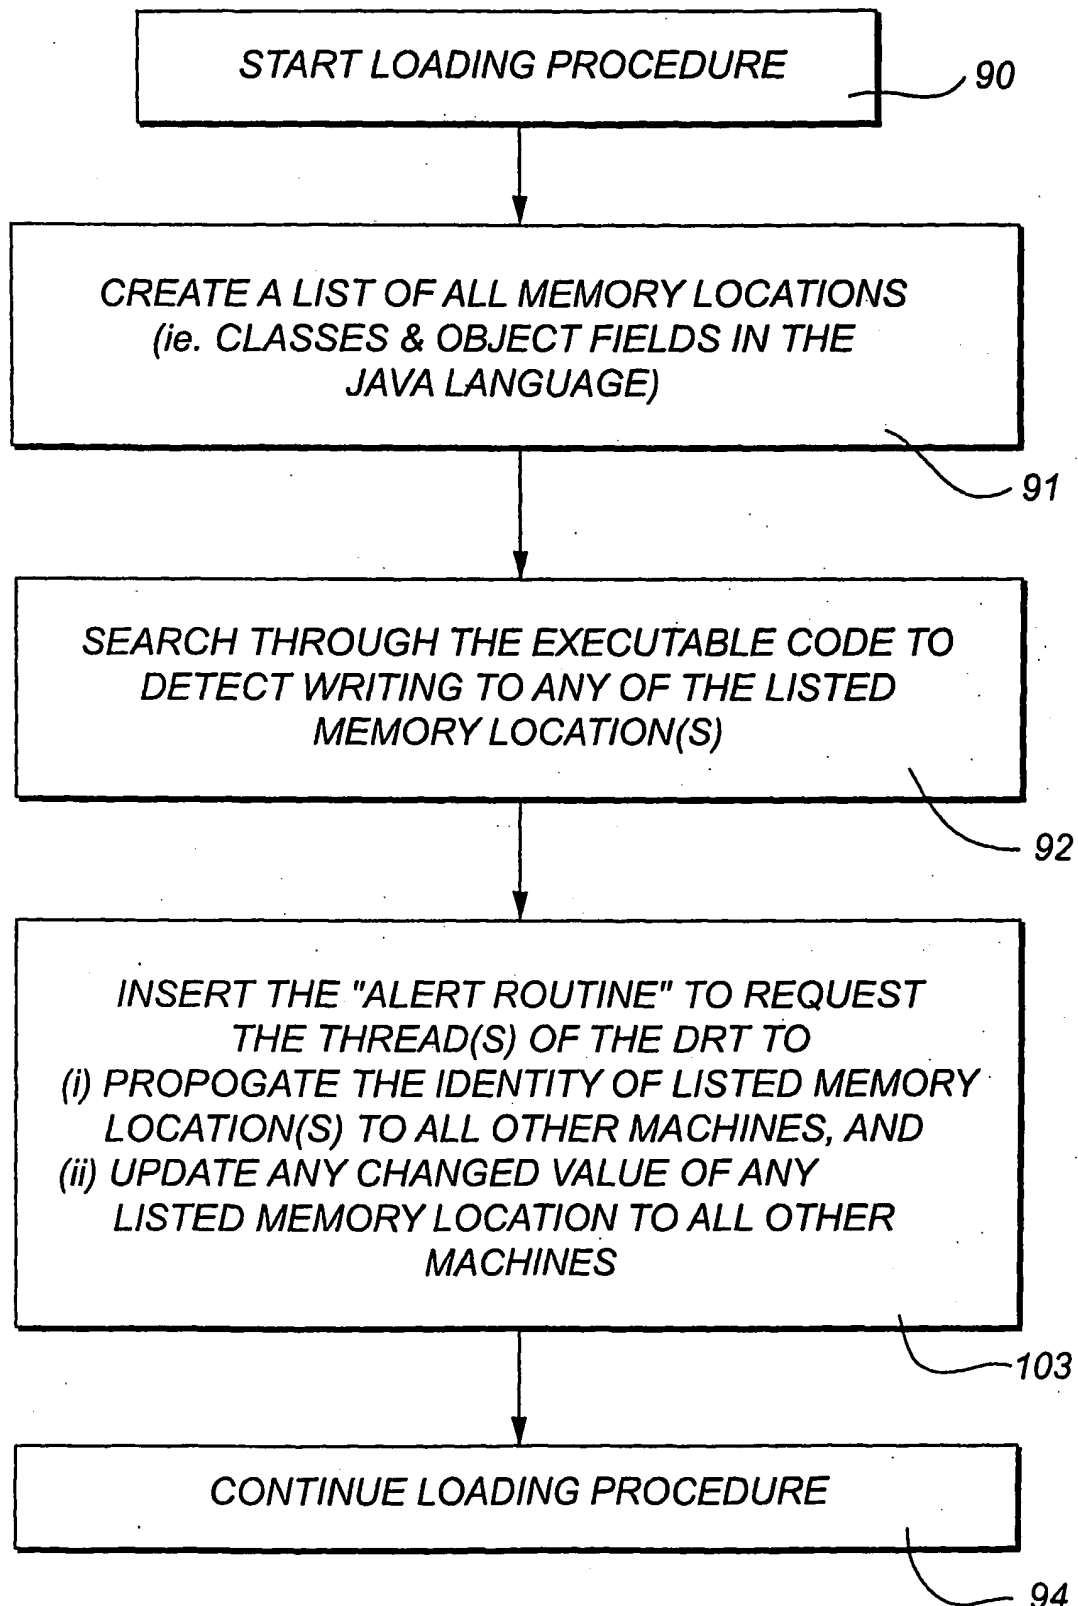 START LOADING PROCEDURE
90
CREATE A LIST OF ALL MEMORY LOCATIONS
(ie. CLASSES & OBJECT FIELDS IN THE
JAVA LANGUAGE)
91
SEARCH THROUGH THE EXECUTABLE CODE TO
DETECT WRITING TO ANY OF THE LISTED
MEMORY LOCATION(S)
92
INSERT THE "ALERT ROUTINE" TO REQUEST
THE THREAD(S) OF THE DRT TO
(i) PROPOGATE THE IDENTITY OF LISTED MEMORY
LOCATION(S) TO ALL OTHER MACHINES, AND
(ii) UPDATE ANY CHANGED VALUE OF ANY
LISTED MEMORY LOCATION TO ALL OTHER
MACHINES
103
CONTINUE LOADING PROCEDURE
94